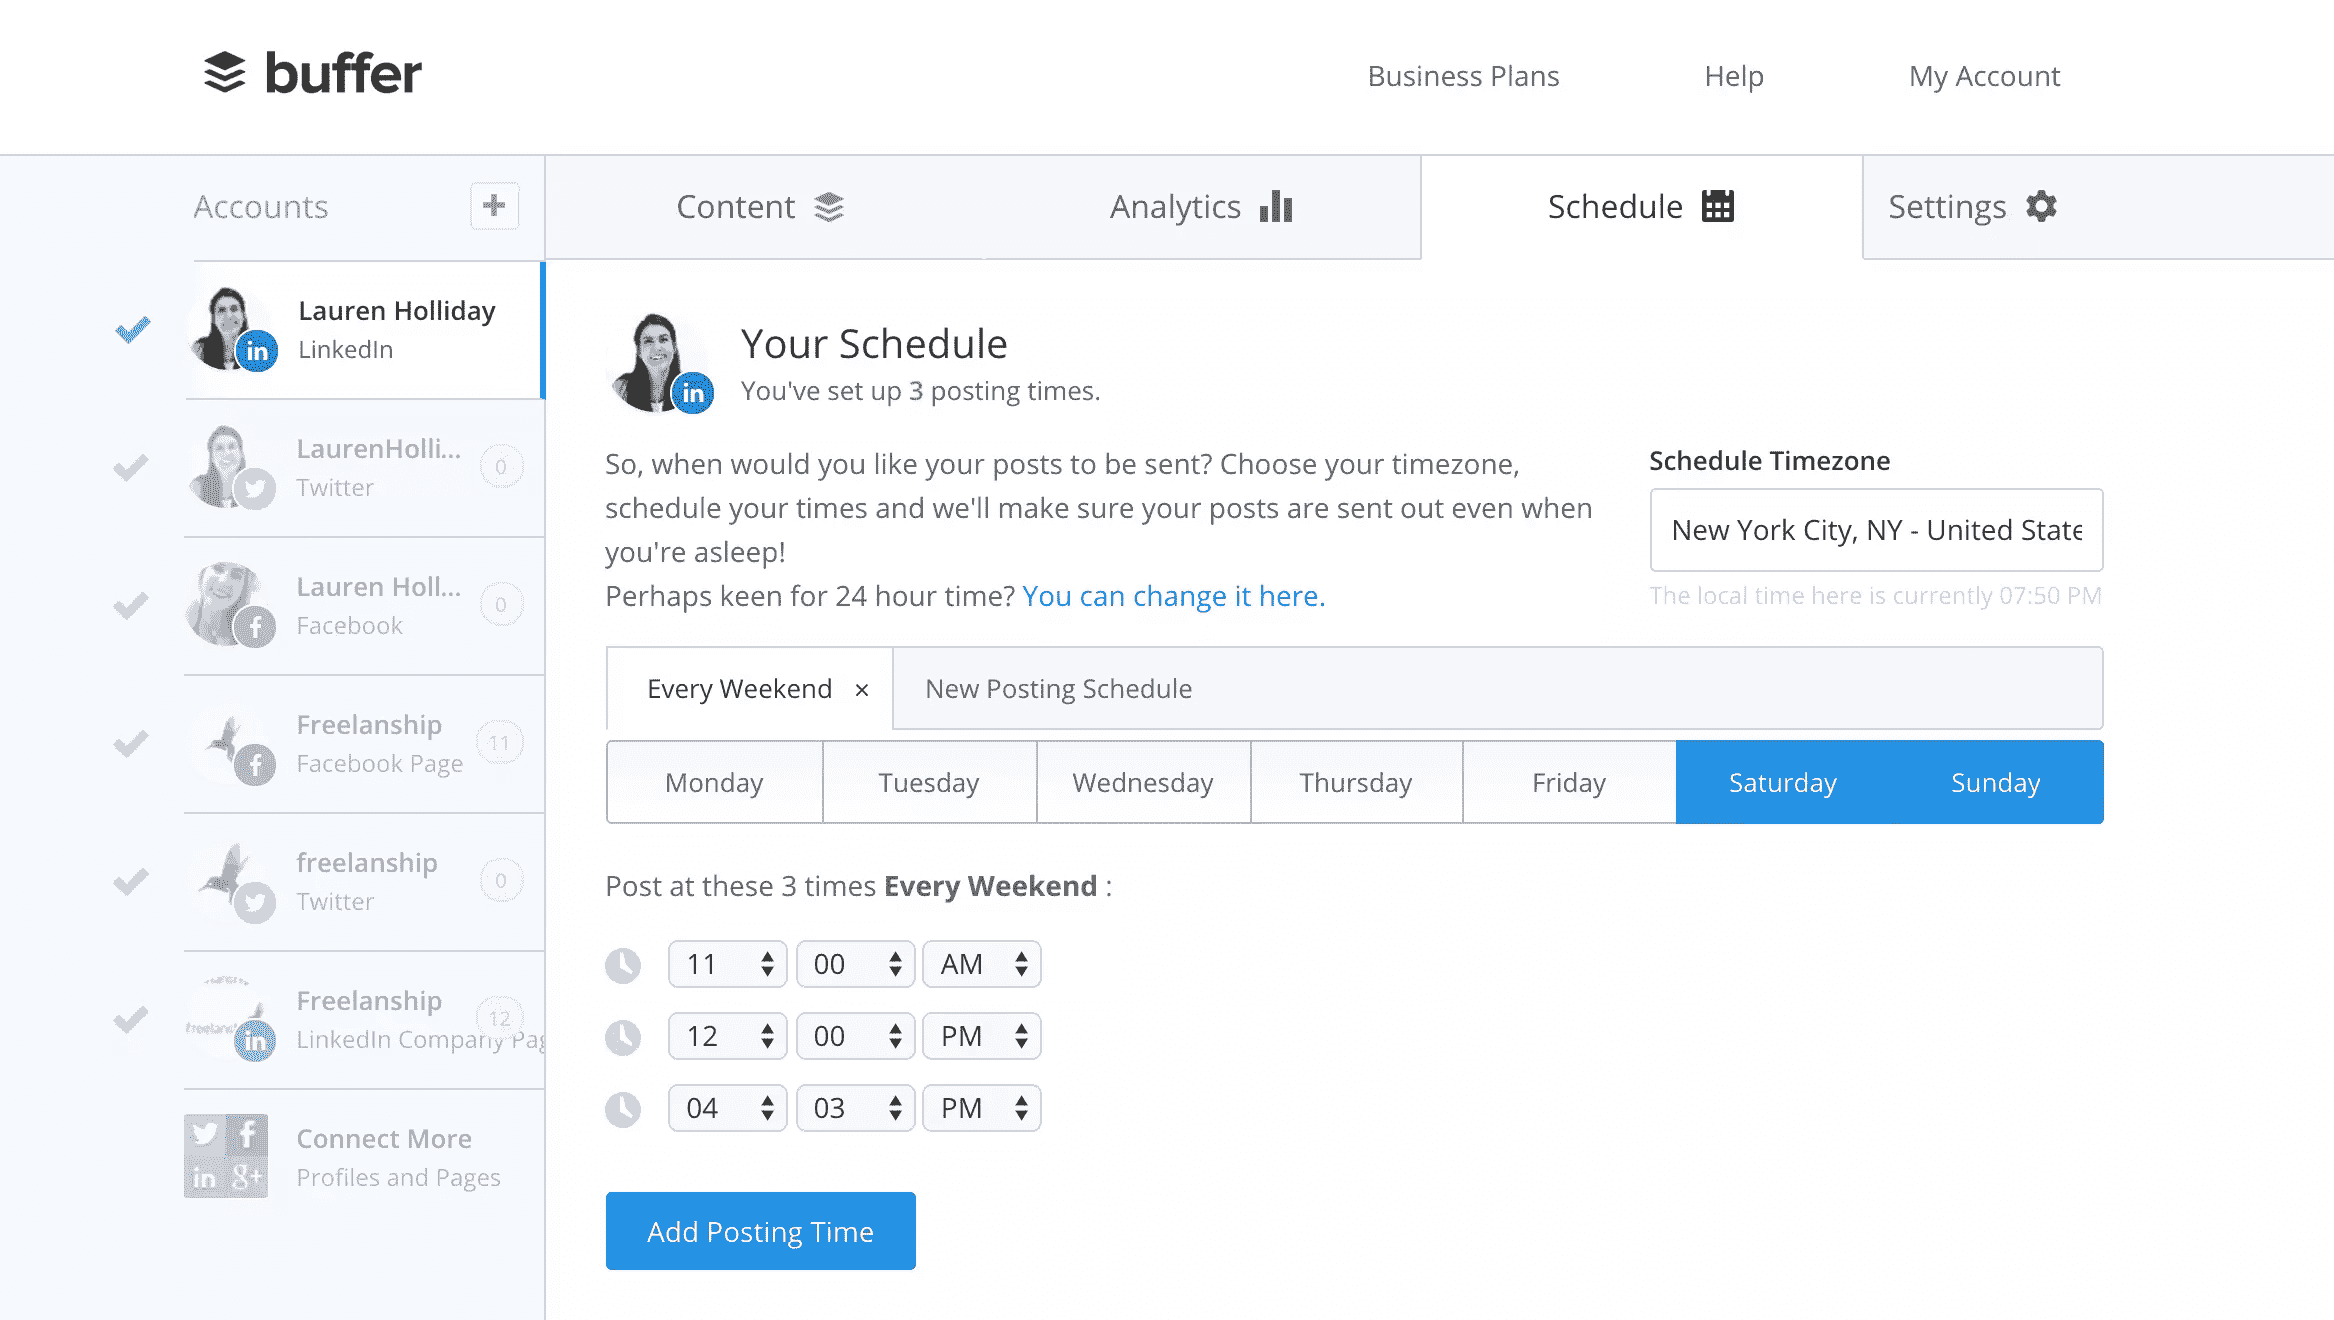 buffer
Business Plans
Help
My Account
Accounts
Content
Analytics
Schedule
Settings
Lauren Holliday
LinkedIn
LaurenHolli...
Twitter
0
Lauren Holl...
Facebook
0
Freelanship
Facebook Page
11
freelanship
Twitter
0
Freelanship
LinkedIn Company Pag
12
Connect More
Profiles and Pages
Your Schedule
You've set up 3 posting times.
So, when would you like your posts to be sent? Choose your timezone,
schedule your times and we'll make sure your posts are sent out even when
you're asleep!
Perhaps keen for 24 hour time? You can change it here.
Schedule Timezone
New York City, NY - United State
The local time here is currently 07:50 PM
Every Weekend ×
New Posting Schedule
Monday
Tuesday
Wednesday
Thursday
Friday
Saturday
Sunday
Post at these 3 times Every Weekend :
11 00 AM
12 00 PM
04 03 PM
Add Posting Time